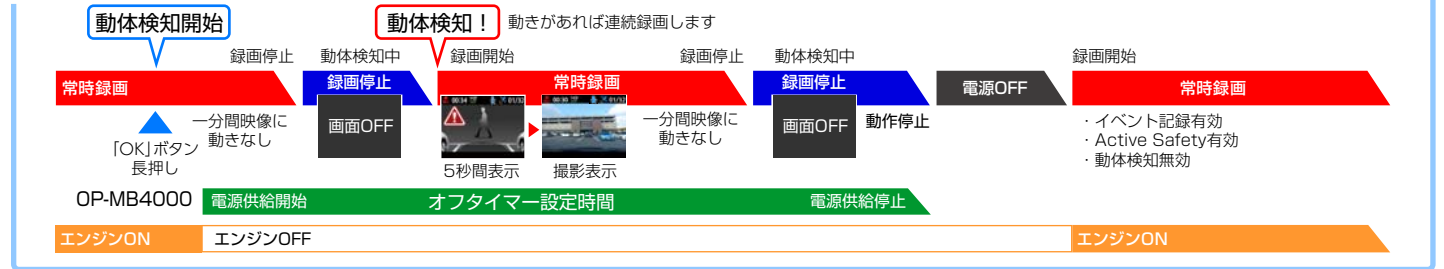 動体検知開始
動体検知！
動きがあれば連続録画します
録画停止
動体検知中
録画開始
録画停止
動体検知中
録画開始
常時録画
録画停止
常時録画
録画停止
電源OFF
常時録画
一分間映像に
動きなし
「OK」ボタン
長押し
画面OFF
00:34
01/32
5秒間表示
00:30
01/32
撮影表示
一分間映像に
動きなし
画面OFF
動作停止
・イベント記録有効
・Active Safety有効
・動体検知無効
OP-MB4000
電源供給開始
オフタイマー設定時間
電源供給停止
エンジンON
エンジンOFF
エンジンON